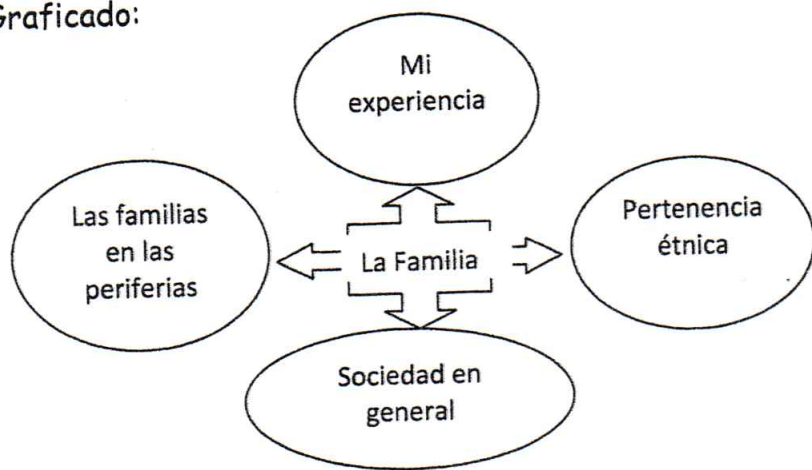 Graficado:
Mi
experiencia
Las familias
en las
periferias
La Familia
Pertenencia
étnica
Sociedad en
general